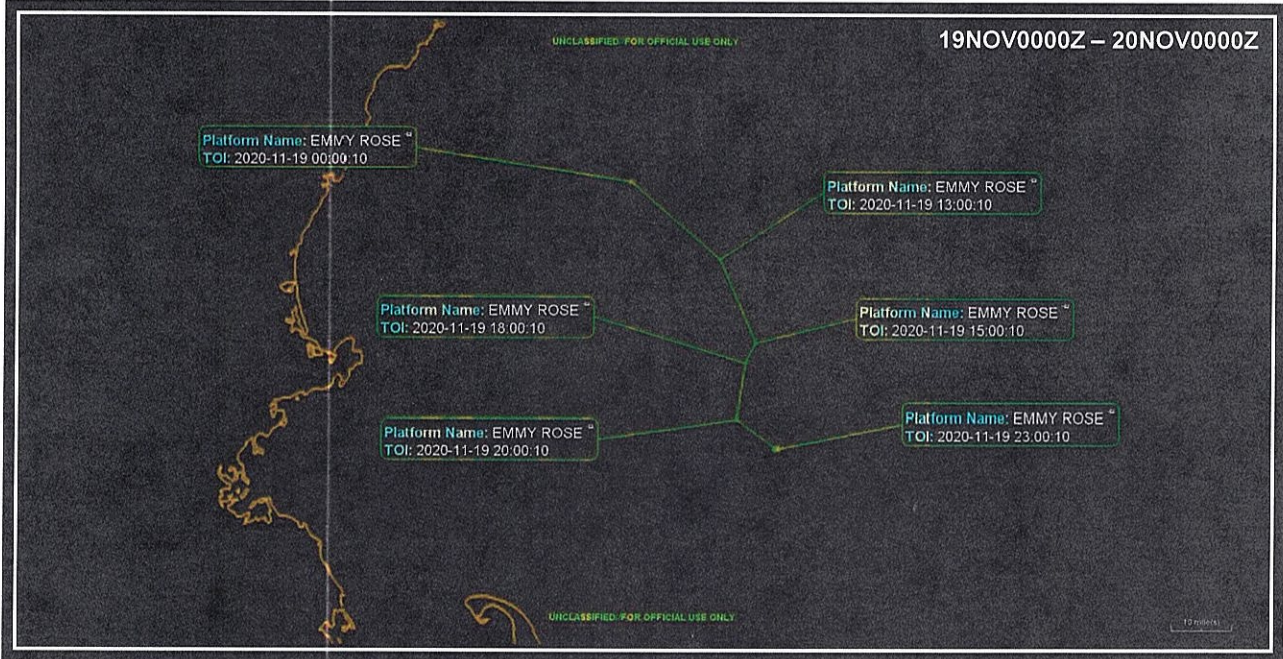 UNCLASSIFIED//FOR OFFICIAL USE ONLY
19NOV0000Z – 20NOV0000Z
Platform Name: EMMY ROSE
TOI: 2020-11-19 00:00:10
Platform Name: EMMY ROSE
TOI: 2020-11-19 13:00:10
Platform Name: EMMY ROSE
TOI: 2020-11-19 18:00:10
Platform Name: EMMY ROSE
TOI: 2020-11-19 15:00:10
Platform Name: EMMY ROSE
TOI: 2020-11-19 20:00:10
Platform Name: EMMY ROSE
TOI: 2020-11-19 23:00:10
UNCLASSIFIED//FOR OFFICIAL USE ONLY
10 mile(s)